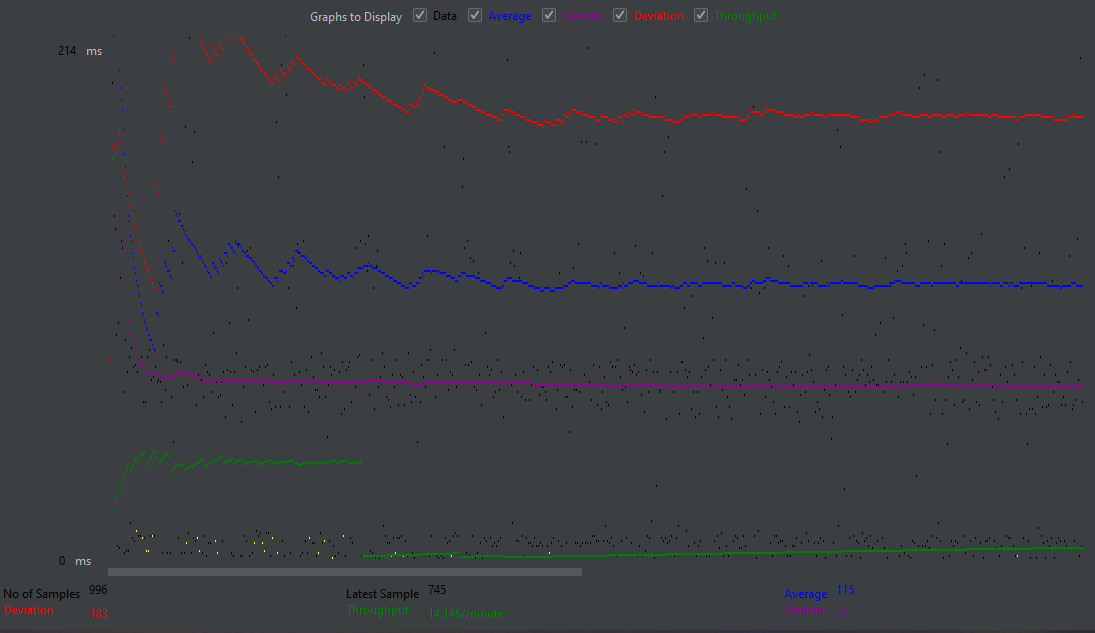 Graphs to Display Data Average Median Deviation Throughput
214 ms
0 ms
No of Samples 996 Latest Sample 745 Average 115
Deviation 183 Throughput 14.146/minute Median